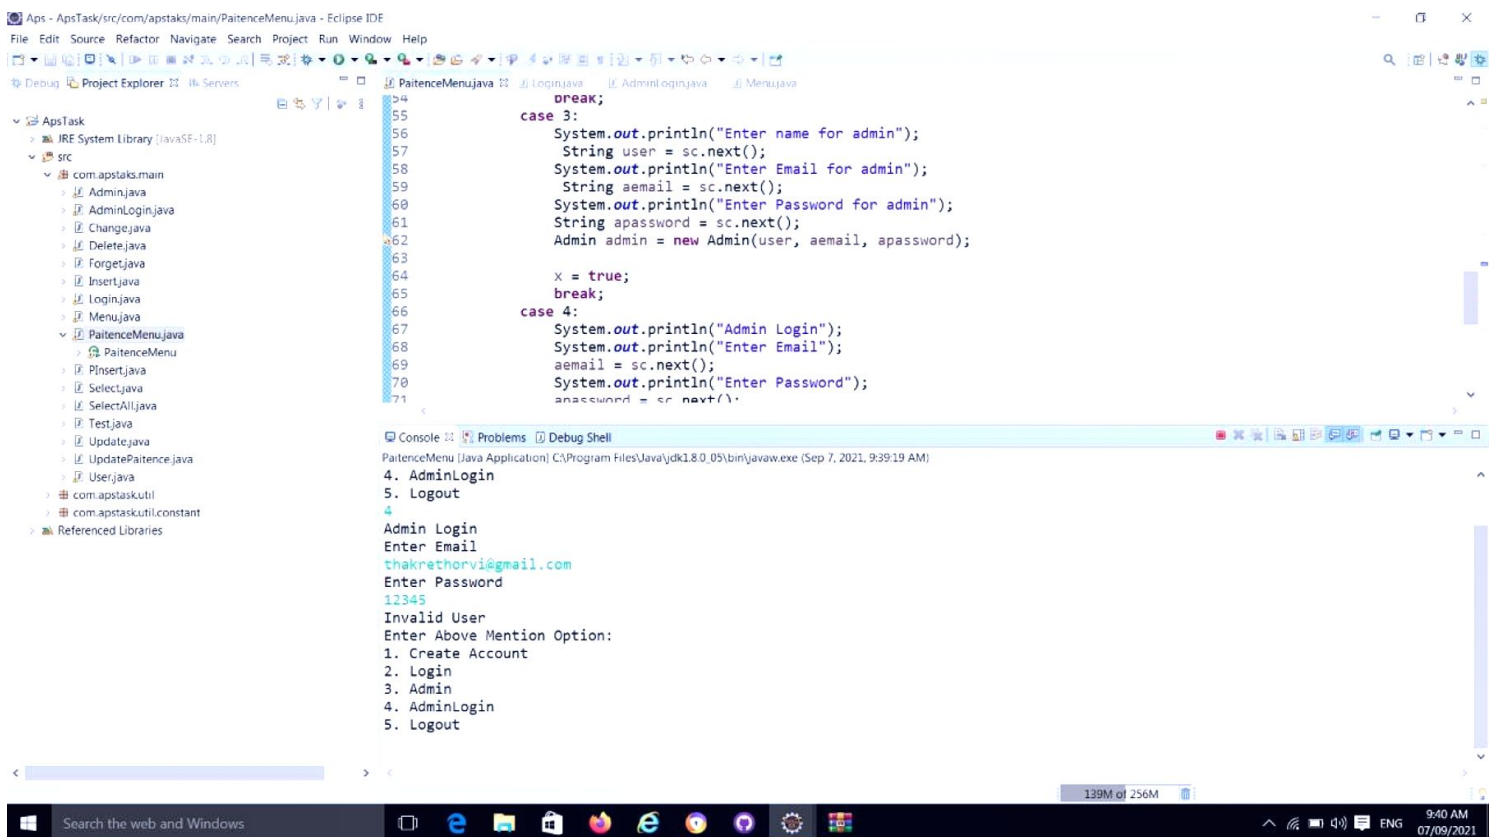 Aps - ApsTask/src/com/apstaks/main/PaitenceMenu.java - Eclipse IDE
File Edit Source Refactor Navigate Search Project Run Window Help
Debug Project Explorer Servers
PaitenceMenu.java Login.java AdminLogin.java Menu.java
ApsTask
JRE System Library [JavaSE-1.8]
src
com.apstaks.main
Admin.java
AdminLogin.java
Change.java
Delete.java
Forget.java
Insert.java
Login.java
Menu.java
PaitenceMenu.java
PaitenceMenu
PInsert.java
Select.java
SelectAll.java
Test.java
Update.java
UpdatePaitence.java
User.java
com.apstask.util
com.apstask.util.constant
Referenced Libraries
54 break;
55 case 3:
56 System.out.println("Enter name for admin");
57 String user = sc.next();
58 System.out.println("Enter Email for admin");
59 String aemail = sc.next();
60 System.out.println("Enter Password for admin");
61 String apassword = sc.next();
62 Admin admin = new Admin(user, aemail, apassword);
63
64 x = true;
65 break;
66 case 4:
67 System.out.println("Admin Login");
68 System.out.println("Enter Email");
69 aemail = sc.next();
70 System.out.println("Enter Password");
71 apassword = sc.next();
Console Problems Debug Shell
PaitenceMenu [Java Application] C:\Program Files\Java\jdk1.8.0_05\bin\javaw.exe (Sep 7, 2021, 9:39:19 AM)
4. AdminLogin
5. Logout
4
Admin Login
Enter Email
thakrethorvi@gmail.com
Enter Password
12345
Invalid User
Enter Above Mention Option:
1. Create Account
2. Login
3. Admin
4. AdminLogin
5. Logout
139M of 256M
Search the web and Windows
ENG
9:40 AM
07/09/2021